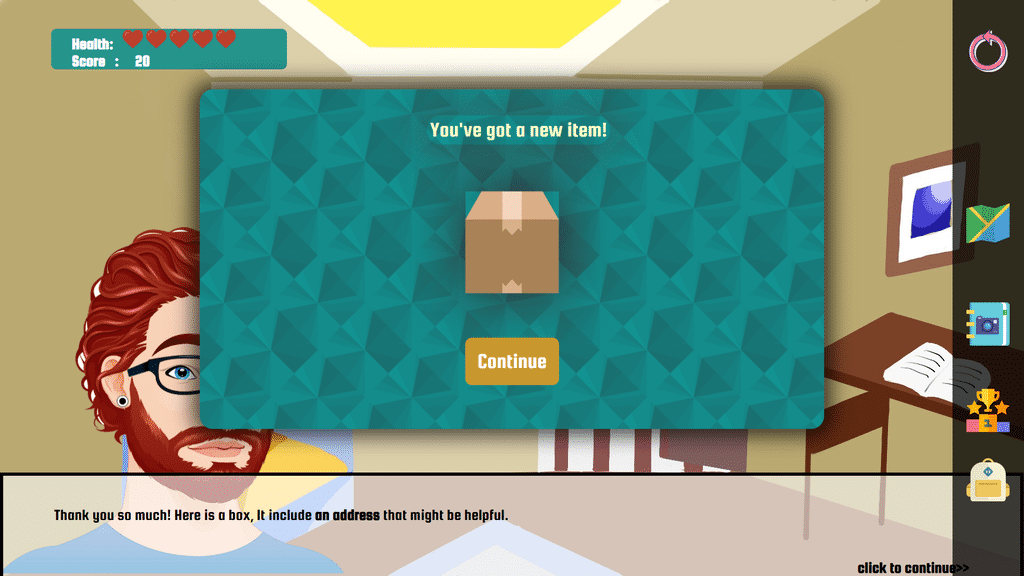 Health:
Score : 20
You've got a new item!
Continue
Thank you so much! Here is a box, It include an address that might be helpful.
click to continue>>
1